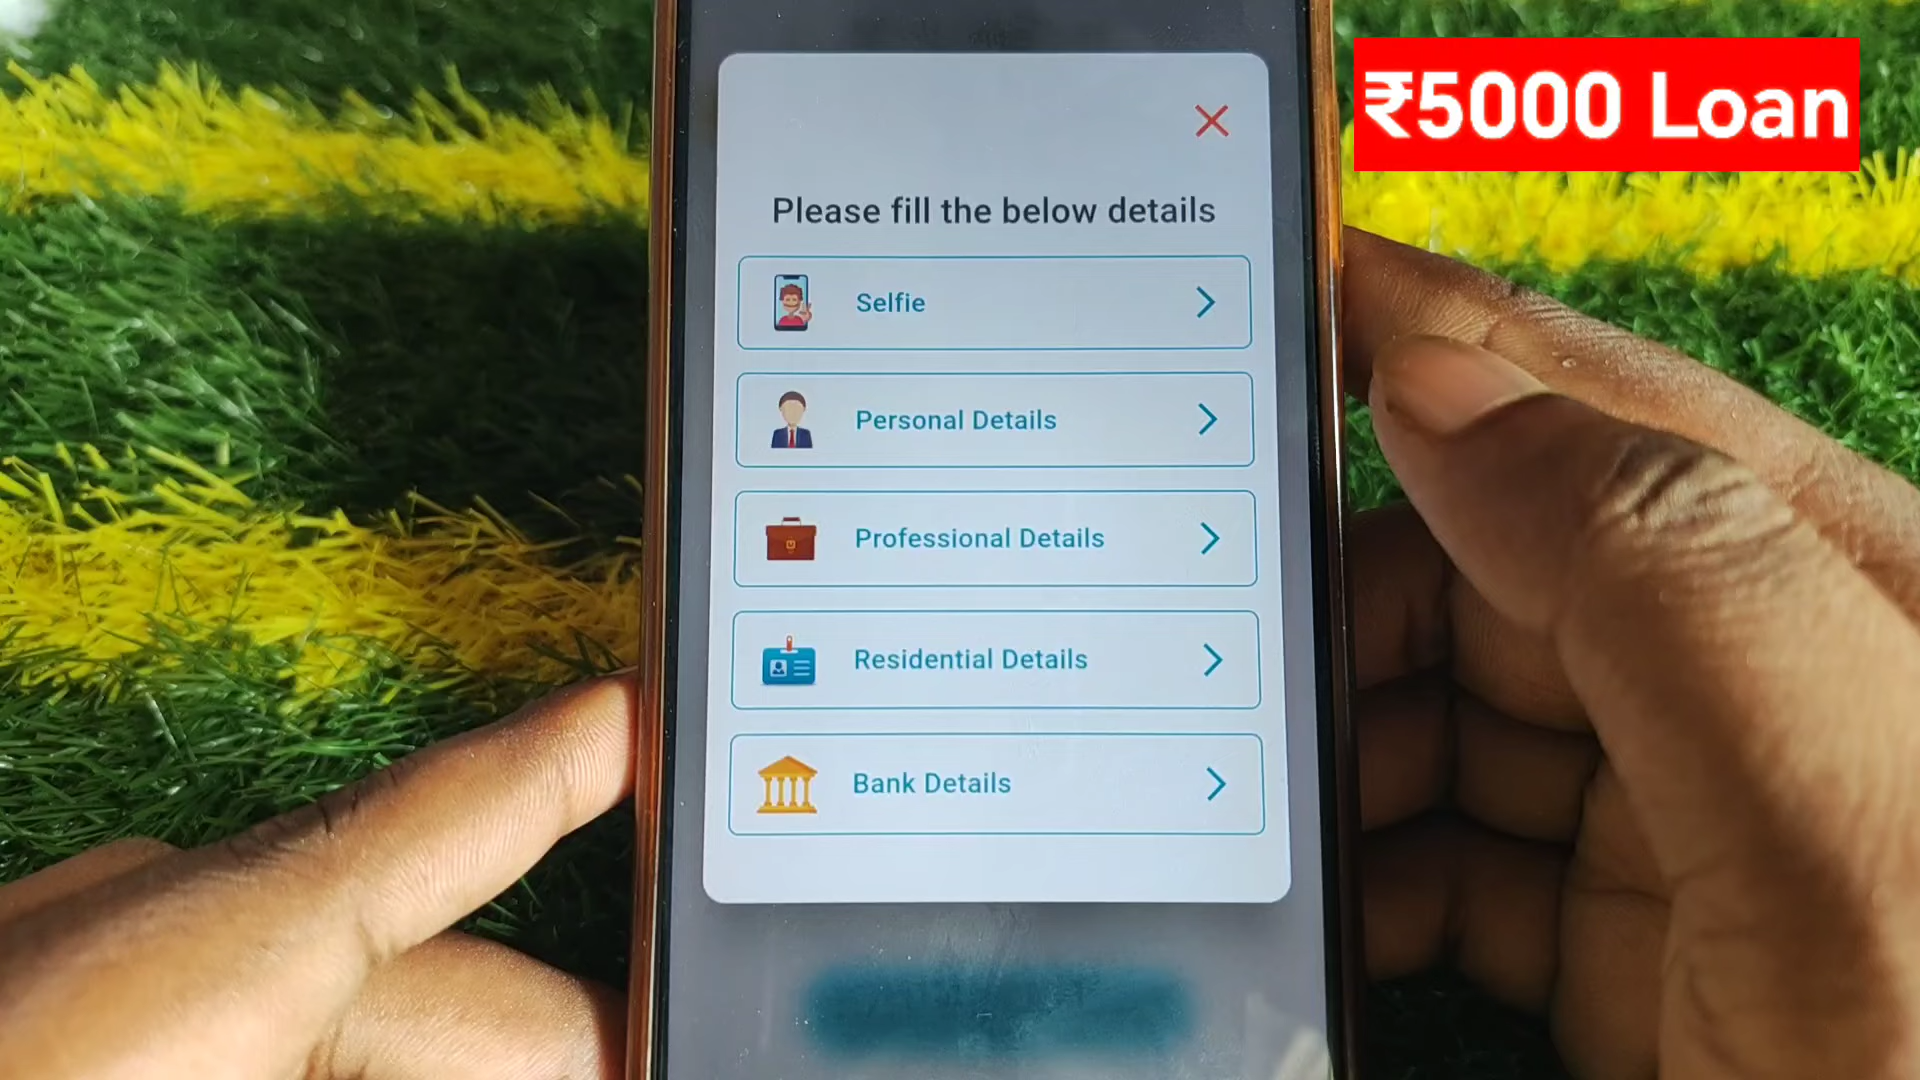 ₹5000 Loan
Please fill the below details
Selfie
Personal Details
Professional Details
Residential Details
Bank Details